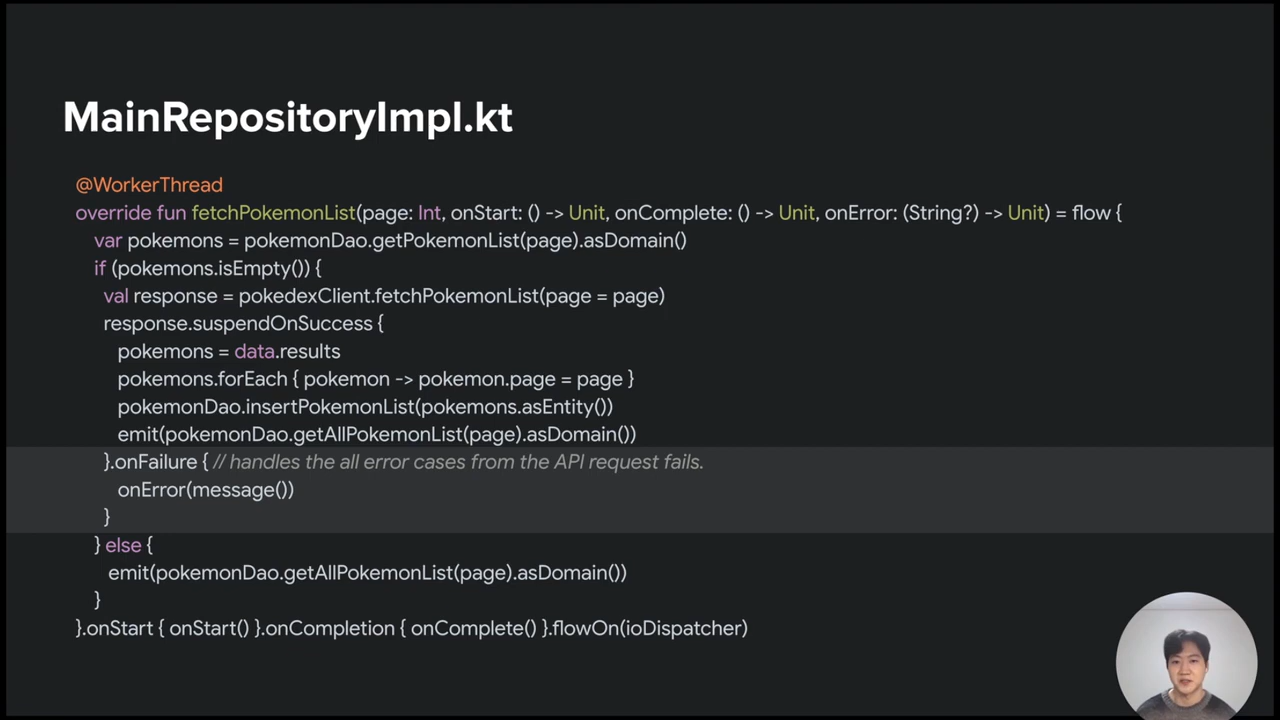 MainRepositoryImpl.kt
@WorkerThread
override fun fetchPokemonList(page: Int, onStart: () -> Unit, onComplete: () -> Unit, onError: (String?) -> Unit) = flow {
var pokemons = pokemonDao.getPokemonList(page).asDomain()
if (pokemons.isEmpty()) {
val response = pokedexClient.fetchPokemonList(page = page)
response.suspendOnSuccess {
pokemons = data.results
pokemons.forEach { pokemon -> pokemon.page = page }
pokemonDao.insertPokemonList(pokemons.asEntity())
emit(pokemonDao.getAllPokemonList(page).asDomain())
}.onFailure { // handles the all error cases from the API request fails.
onError(message())
}
} else {
emit(pokemonDao.getAllPokemonList(page).asDomain())
}
}.onStart { onStart() }.onCompletion { onComplete() }.flowOn(ioDispatcher)